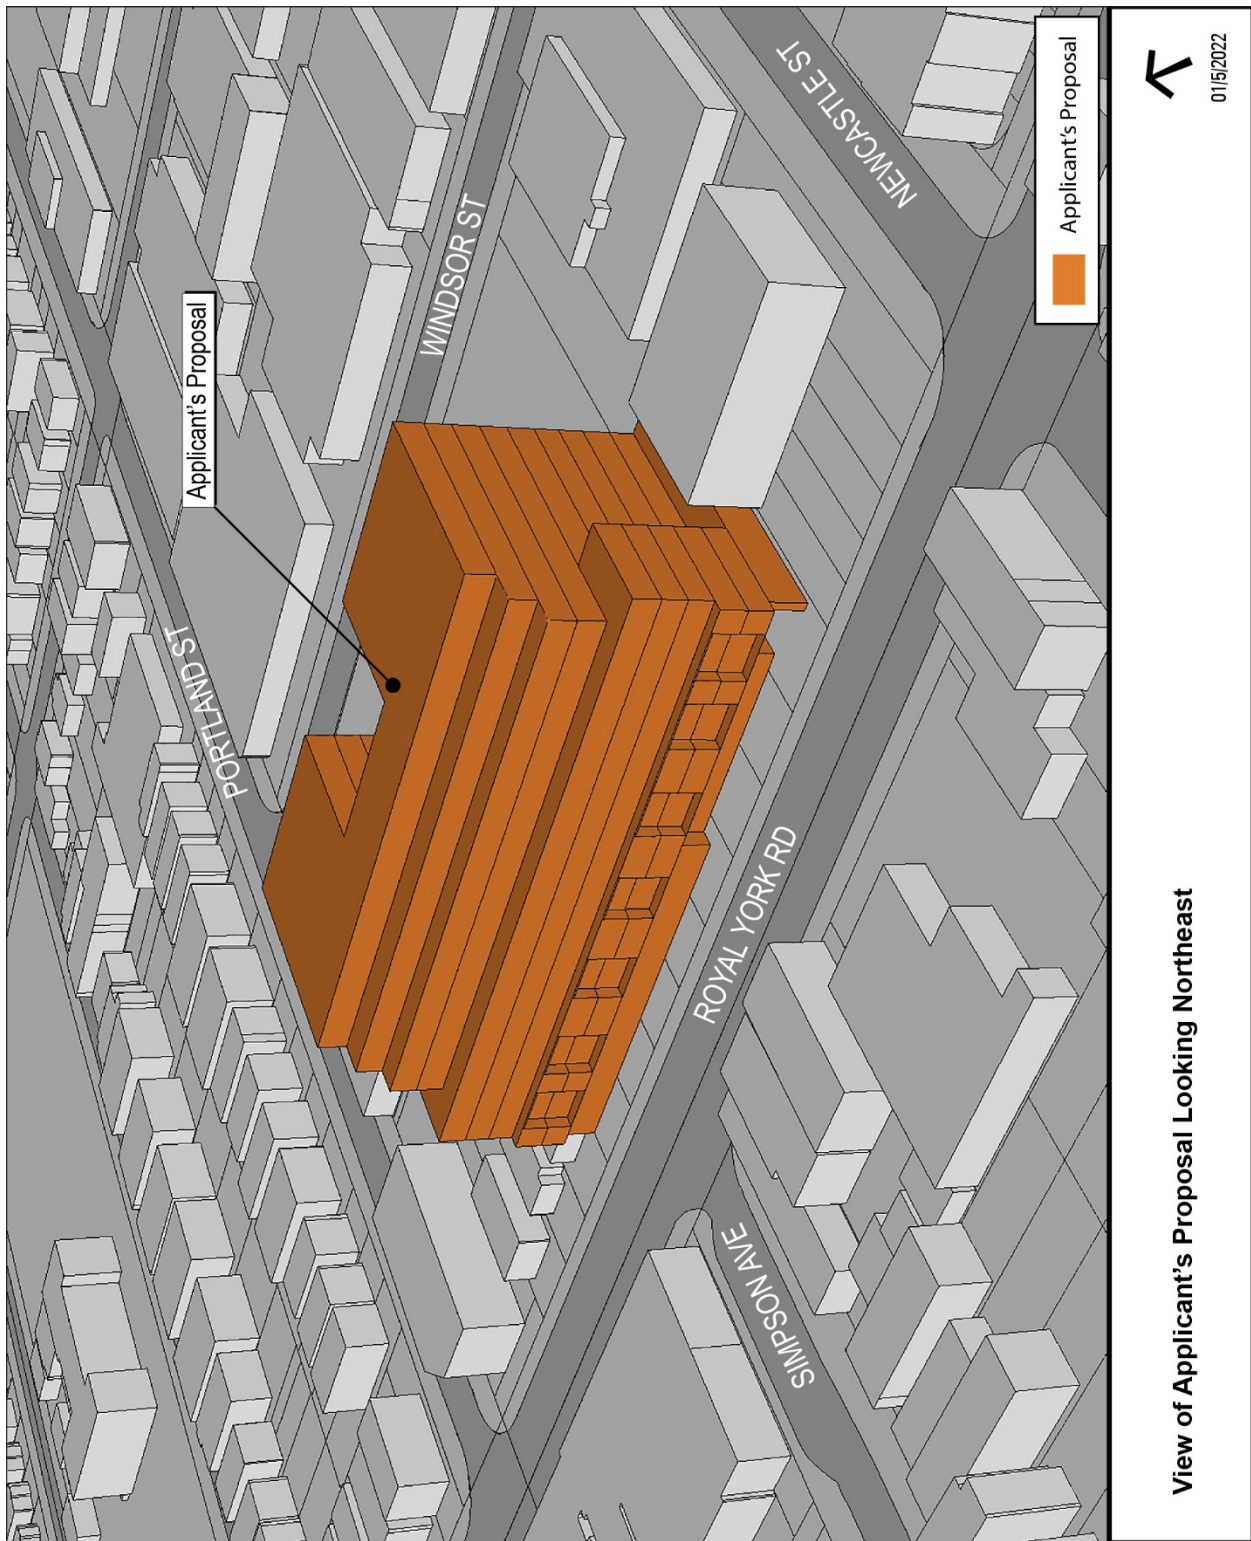 PORTLAND ST
Applicant's Proposal
WINDSOR ST
NEWCASTLE ST
ROYAL YORK RD
SIMPSON AVE
Applicant's Proposal
View of Applicant's Proposal Looking Northeast
01/5/2022